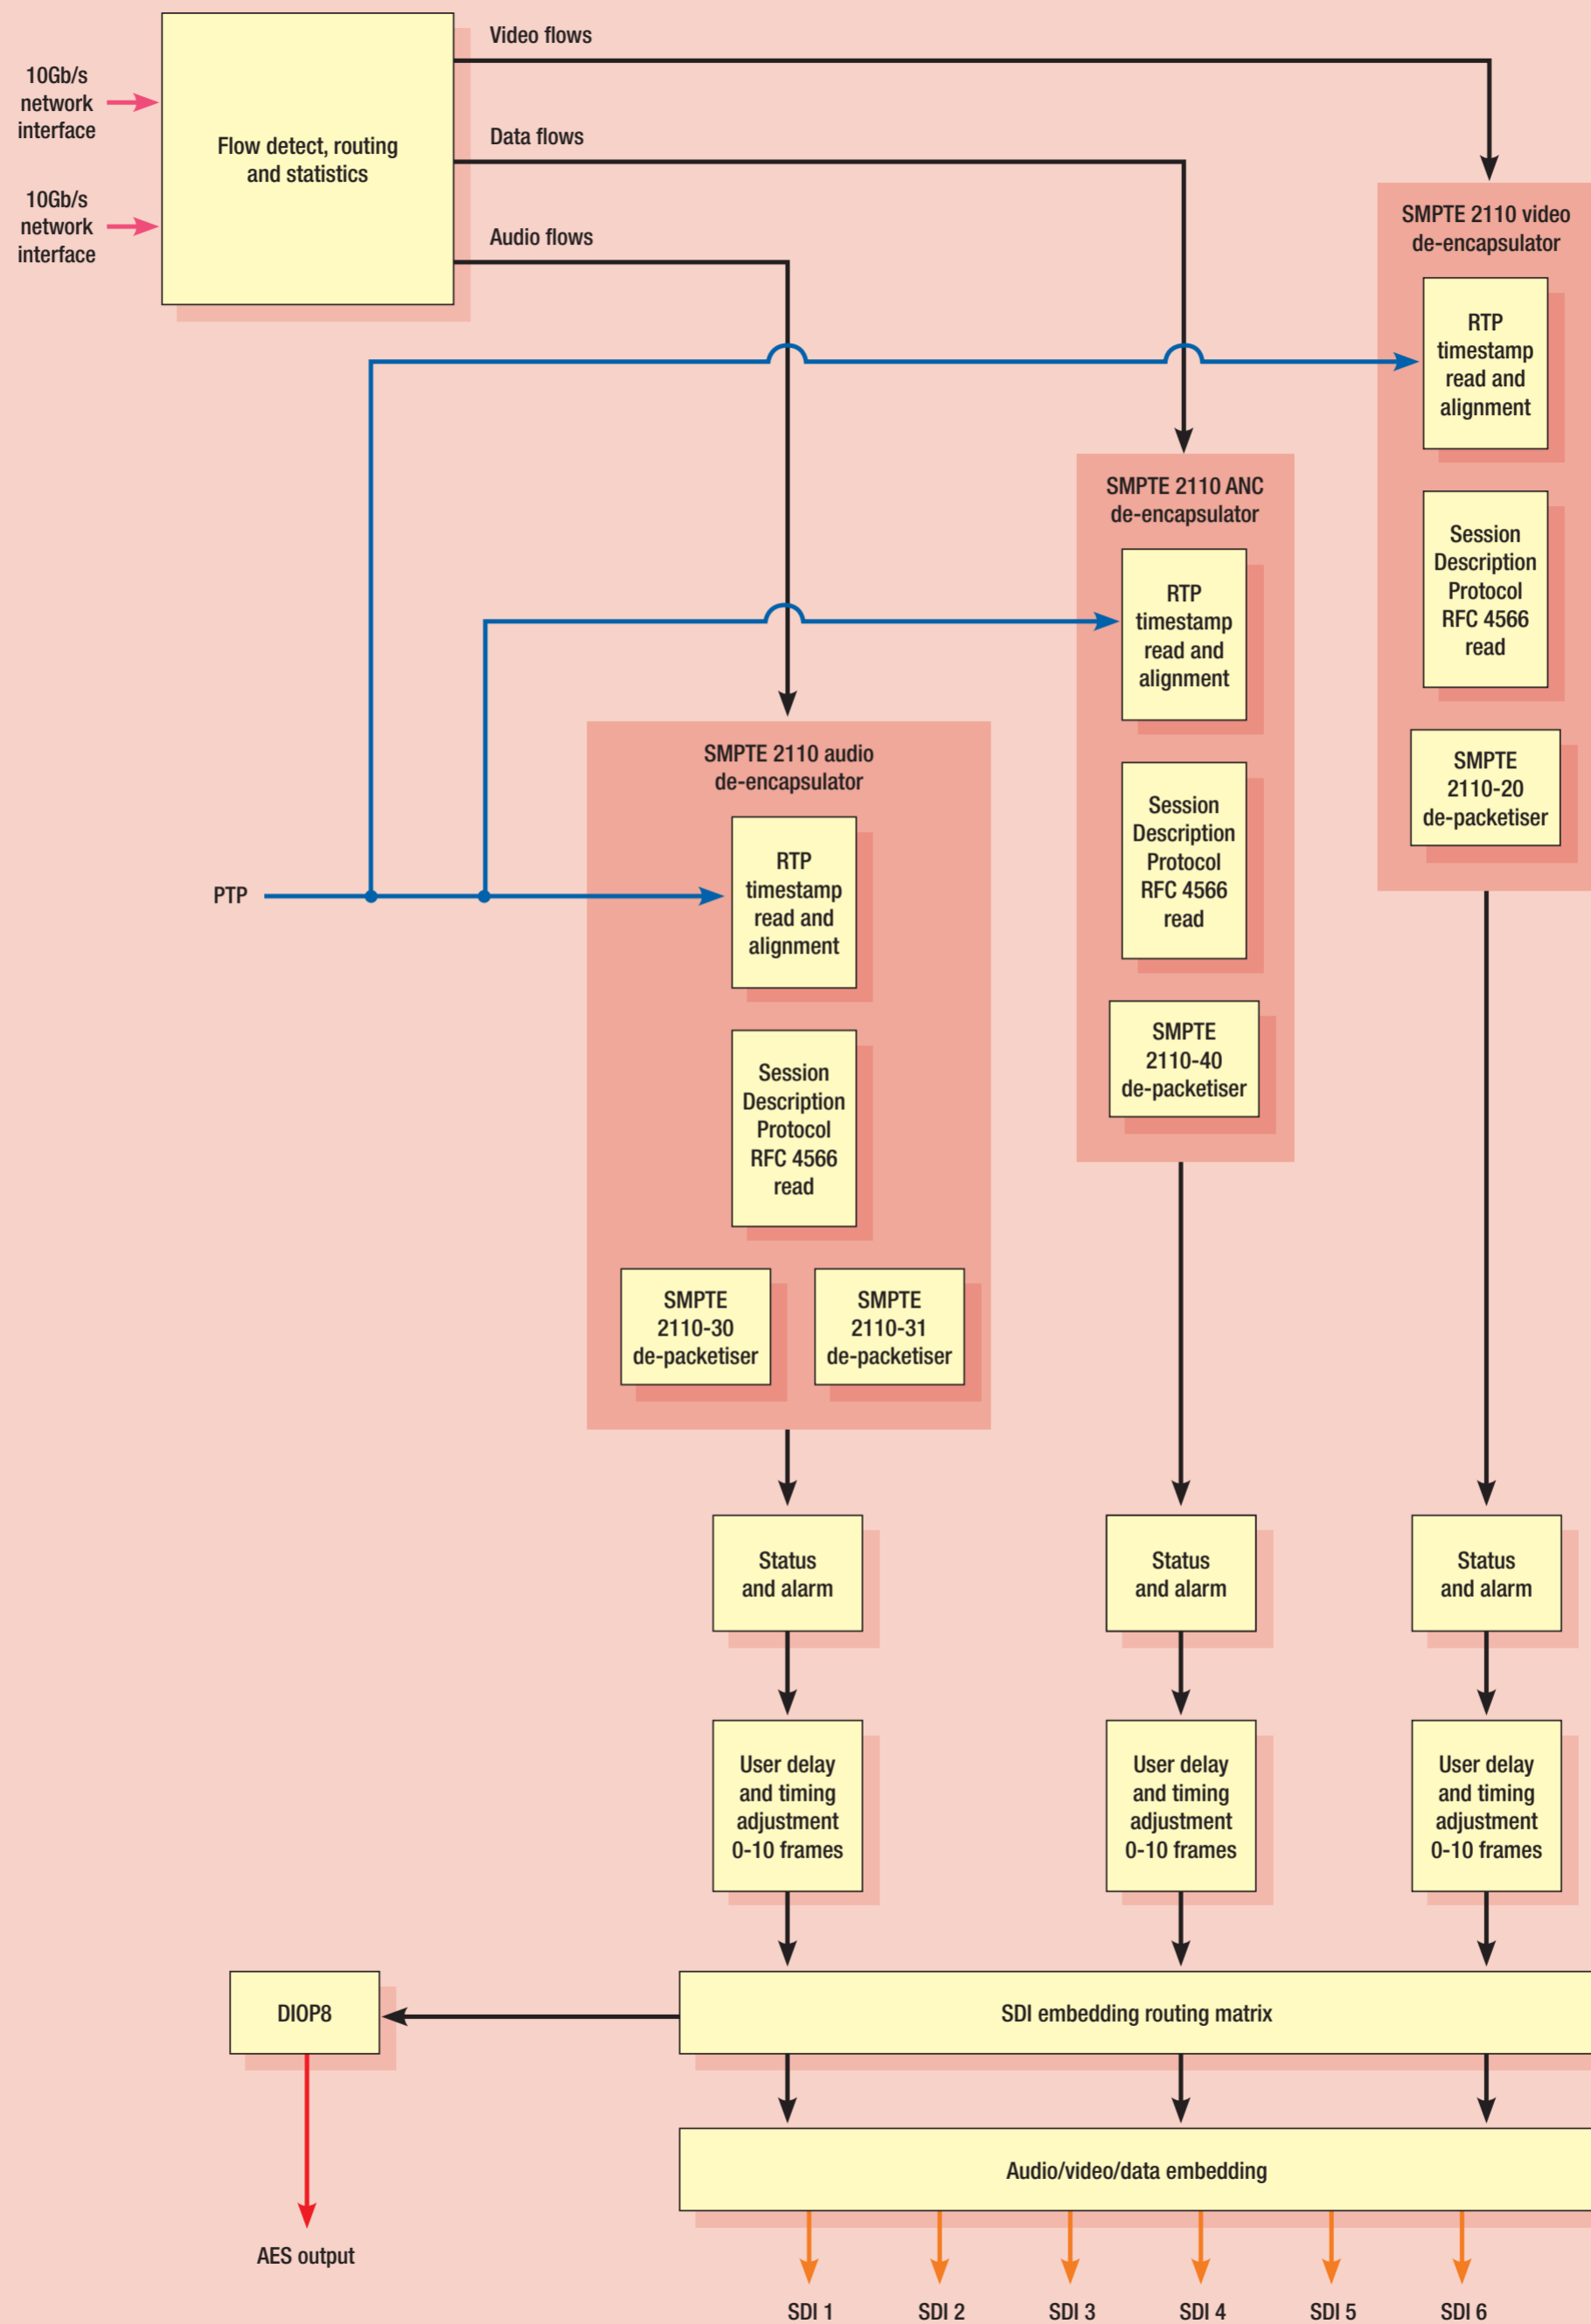 Video flows
10Gb/s
network
interface
Flow detect, routing
and statistics
Data flows
10Gb/s
network
interface
Audio flows
SMPTE 2110 video
de-encapsulator
RTP
timestamp
read and
alignment
Session
Description
Protocol
RFC 4566
read
SMPTE
2110-20
de-packetiser
SMPTE 2110 ANC
de-encapsulator
RTP
timestamp
read and
alignment
Session
Description
Protocol
RFC 4566
read
SMPTE
2110-40
de-packetiser
SMPTE 2110 audio
de-encapsulator
PTP
RTP
timestamp
read and
alignment
Session
Description
Protocol
RFC 4566
read
SMPTE
2110-30
de-packetiser
SMPTE
2110-31
de-packetiser
Status
and alarm
Status
and alarm
Status
and alarm
User delay
and timing
adjustment
0-10 frames
User delay
and timing
adjustment
0-10 frames
User delay
and timing
adjustment
0-10 frames
DIOP8
SDI embedding routing matrix
Audio/video/data embedding
AES output
SDI 1
SDI 2
SDI 3
SDI 4
SDI 5
SDI 6